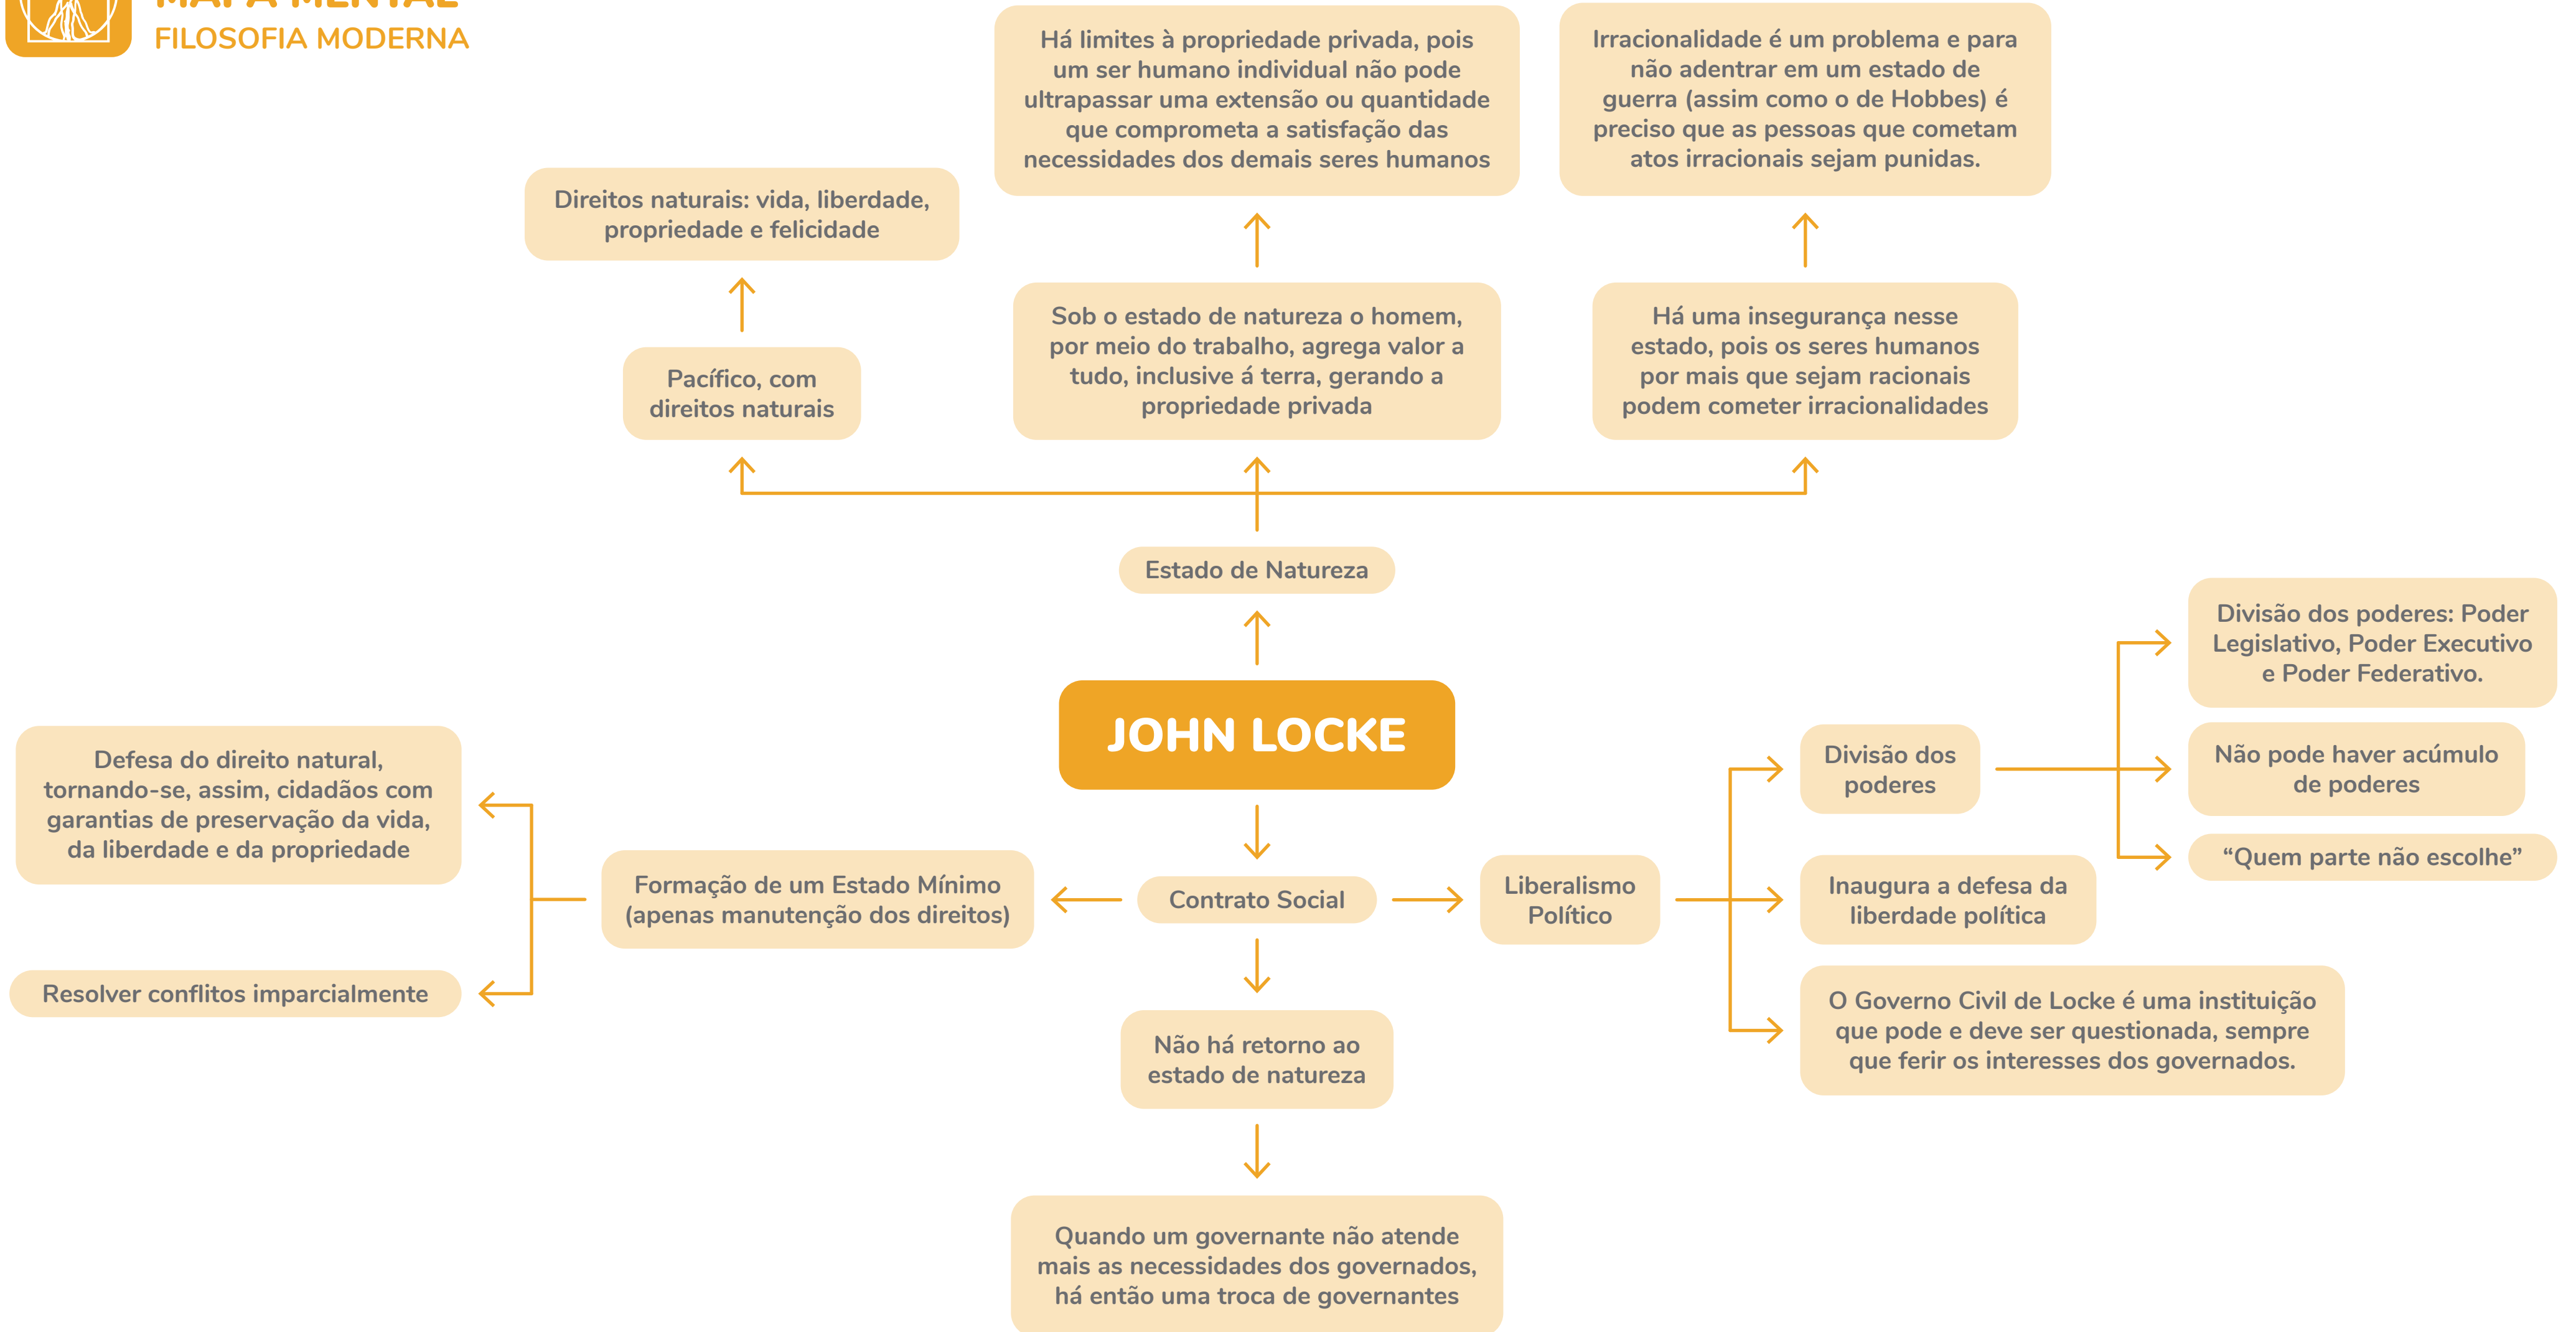 MAPA MENTAL
FILOSOFIA MODERNA
Há limites à propriedade privada, pois
um ser humano individual não pode
ultrapassar uma extensão ou quantidade
que comprometa a satisfação das
necessidades dos demais seres humanos
Irracionalidade é um problema e para
não adentrar em um estado de
guerra (assim como o de Hobbes) é
preciso que as pessoas que cometam
atos irracionais sejam punidas.
Direitos naturais: vida, liberdade,
propriedade e felicidade
Pacífico, com
direitos naturais
Sob o estado de natureza o homem,
por meio do trabalho, agrega valor a
tudo, inclusive á terra, gerando a
propriedade privada
Há uma insegurança nesse
estado, pois os seres humanos
por mais que sejam racionais
podem cometer irracionalidades
Estado de Natureza
JOHN LOCKE
Contrato Social
Formação de um Estado Mínimo
(apenas manutenção dos direitos)
Defesa do direito natural,
tornando-se, assim, cidadãos com
garantias de preservação da vida,
da liberdade e da propriedade
Resolver conflitos imparcialmente
Liberalismo
Político
Divisão dos
poderes
Divisão dos poderes: Poder
Legislativo, Poder Executivo
e Poder Federativo.
Não pode haver acúmulo
de poderes
“Quem parte não escolhe”
Inaugura a defesa da
liberdade política
O Governo Civil de Locke é uma instituição
que pode e deve ser questionada, sempre
que ferir os interesses dos governados.
Não há retorno ao
estado de natureza
Quando um governante não atende
mais as necessidades dos governados,
há então uma troca de governantes